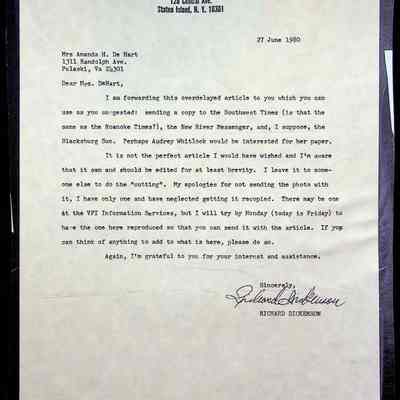 128 Central Ave.
Staten Island, N. Y. 10301
27 June 1980
Mrs Amanda H. De Hart
1311 Randolph Ave.
Pulaski, Va 24301
Dear Mrs. DeHart,
I am forwarding this overdelayed article to you which you can
use as you suggested: sending a copy to the Southwest Times (is that
the same as the Roanoke Times?), the New River Messenger, and, I suppose, the
Blacksburg Sun. Perhaps Audrey Whitlock would be interested for her paper.
It is not the perfect article I would have wished and I'm aware
that it can and should be edited for at least brevity. I leave it to some-
one else to do the "cutting". My apologies for not sending the photo with
it, I have only one and have neglected getting it recopied. There may be one
at the VPI Information Services, but I will try by Monday (today is Friday) to
have the one here reproduced so that you can send it with the article. If you
can think of anything to add to what is here, please do so.
Again, I'm grateful to you for your interest and assistance.
Sincerely,
Richard Dickenson
RICHARD DICKENSON